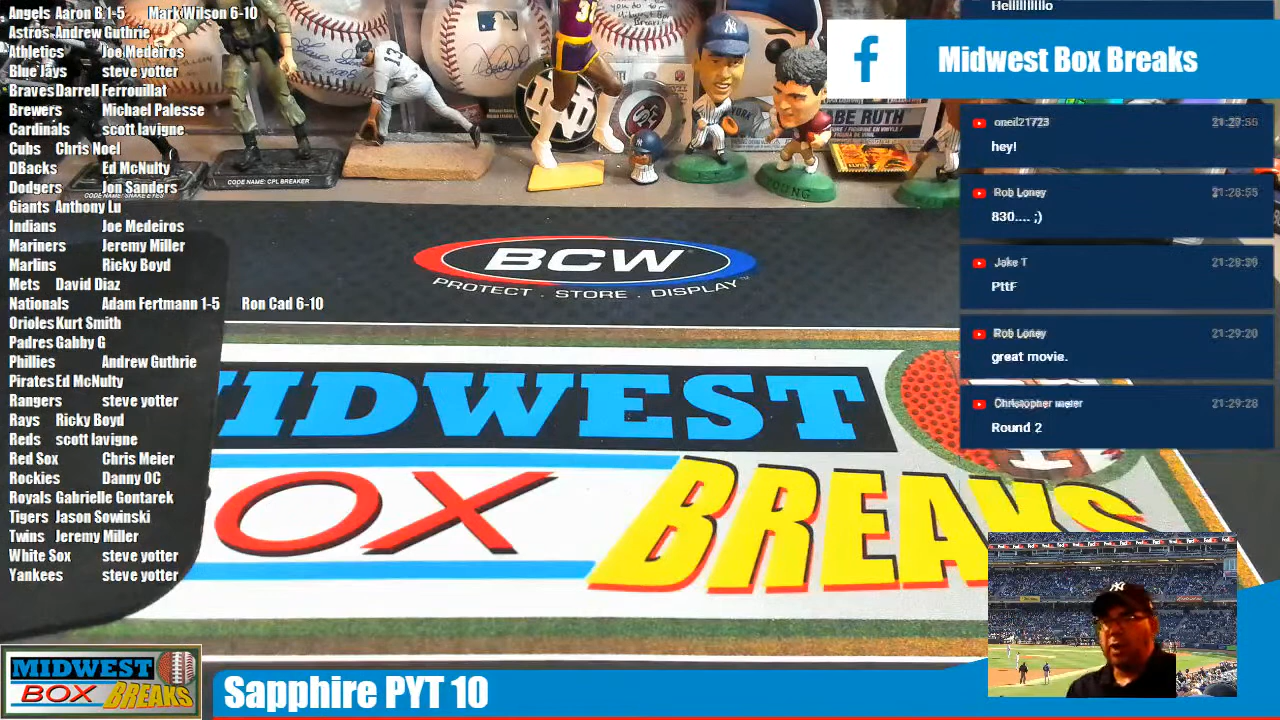 Angels Aaron B 1-5 Mark Wilson 6-10
Astros Andrew Guthrie
Athletics Joe Medeiros
Blue Jays steve yotter
Braves Darrell Ferrouillat
Brewers Michael Palesse
Cardinals scott lavigne
Cubs Chris Noel
DBacks Ed McNulty
Dodgers Jon Sanders
Giants Anthony Lu
Indians Joe Medeiros
Mariners Jeremy Miller
Marlins Ricky Boyd
Mets David Diaz
Nationals Adam Fertmann 1-5 Ron Cad 6-10
Orioles Kurt Smith
Padres Gabby G
Phillies Andrew Guthrie
Pirates Ed McNulty
Rangers steve yotter
Rays Ricky Boyd
Reds scott lavigne
Red Sox Chris Meier
Rockies Danny OC
Royals Gabrielle Gontarek
Tigers Jason Sowinski
Twins Jeremy Miller
White Sox steve yotter
Yankees steve yotter
CODE NAME: CPL BREAKER
BABE RUTH
YOUNG
BCW
PROTECT . STORE . DISPLAY
MIDWEST
BOX BREAKS
f Midwest Box Breaks
oneil21723
hey!
Rob Loney
830.... ;)
Jake T
PttF
Rob Loney 21:29:20
great movie.
Christopher meier 21:29:28
Round 2
MIDWEST
BOX BREAKS
Sapphire PYT 10